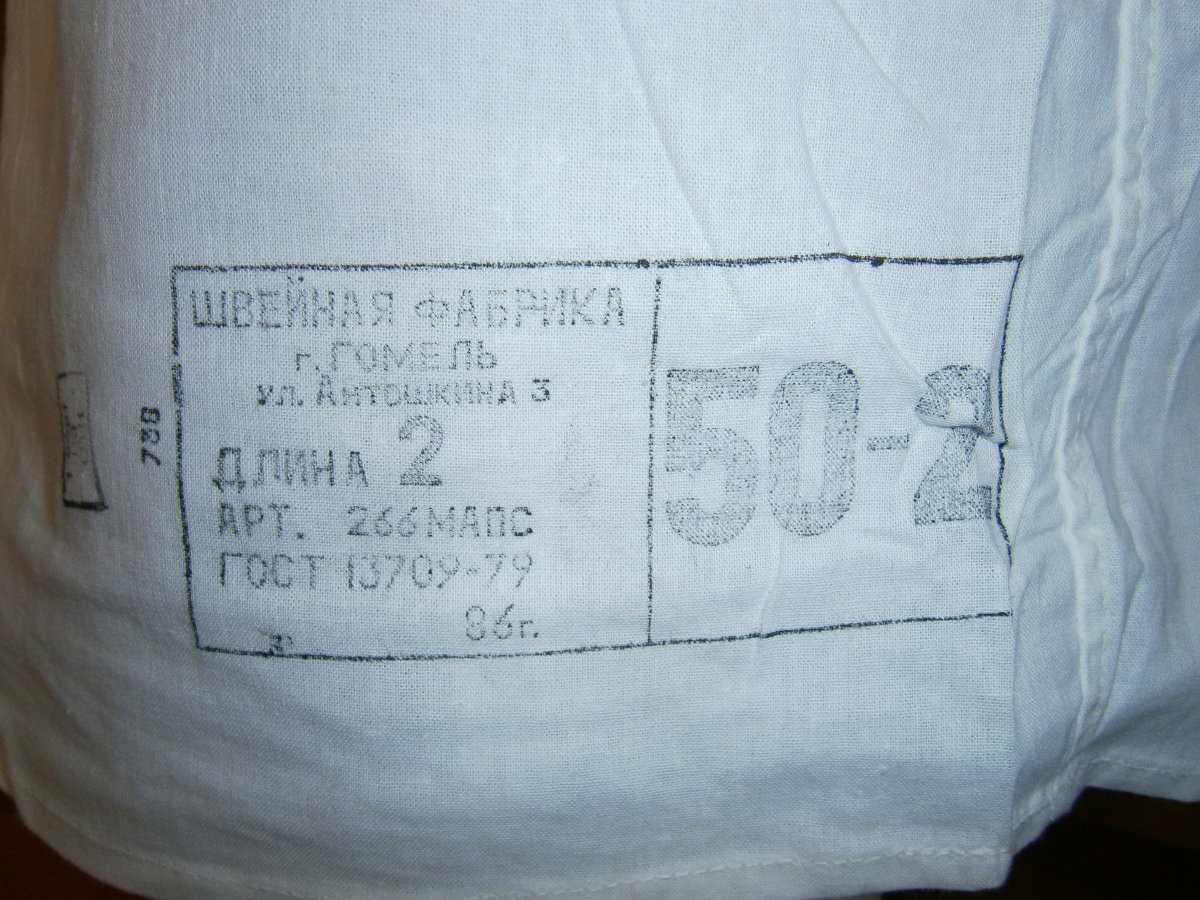 ШВЕЙНАЯ ФАБРИКА
г. ГОМЕЛЬ
ул. Антошкина 3
ДЛИНА 2
АРТ. 266МАПС
ГОСТ 13709-79
86г.
50-2